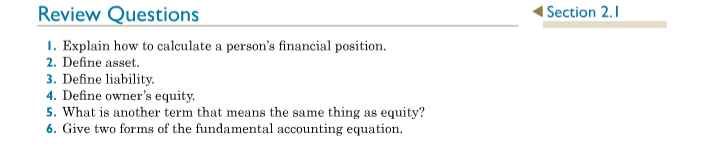 Review Questions
◀ Section 2.1
1. Explain how to calculate a person's financial position.
2. Define asset.
3. Define liability.
4. Define owner's equity.
5. What is another term that means the same thing as equity?
6. Give two forms of the fundamental accounting equation.